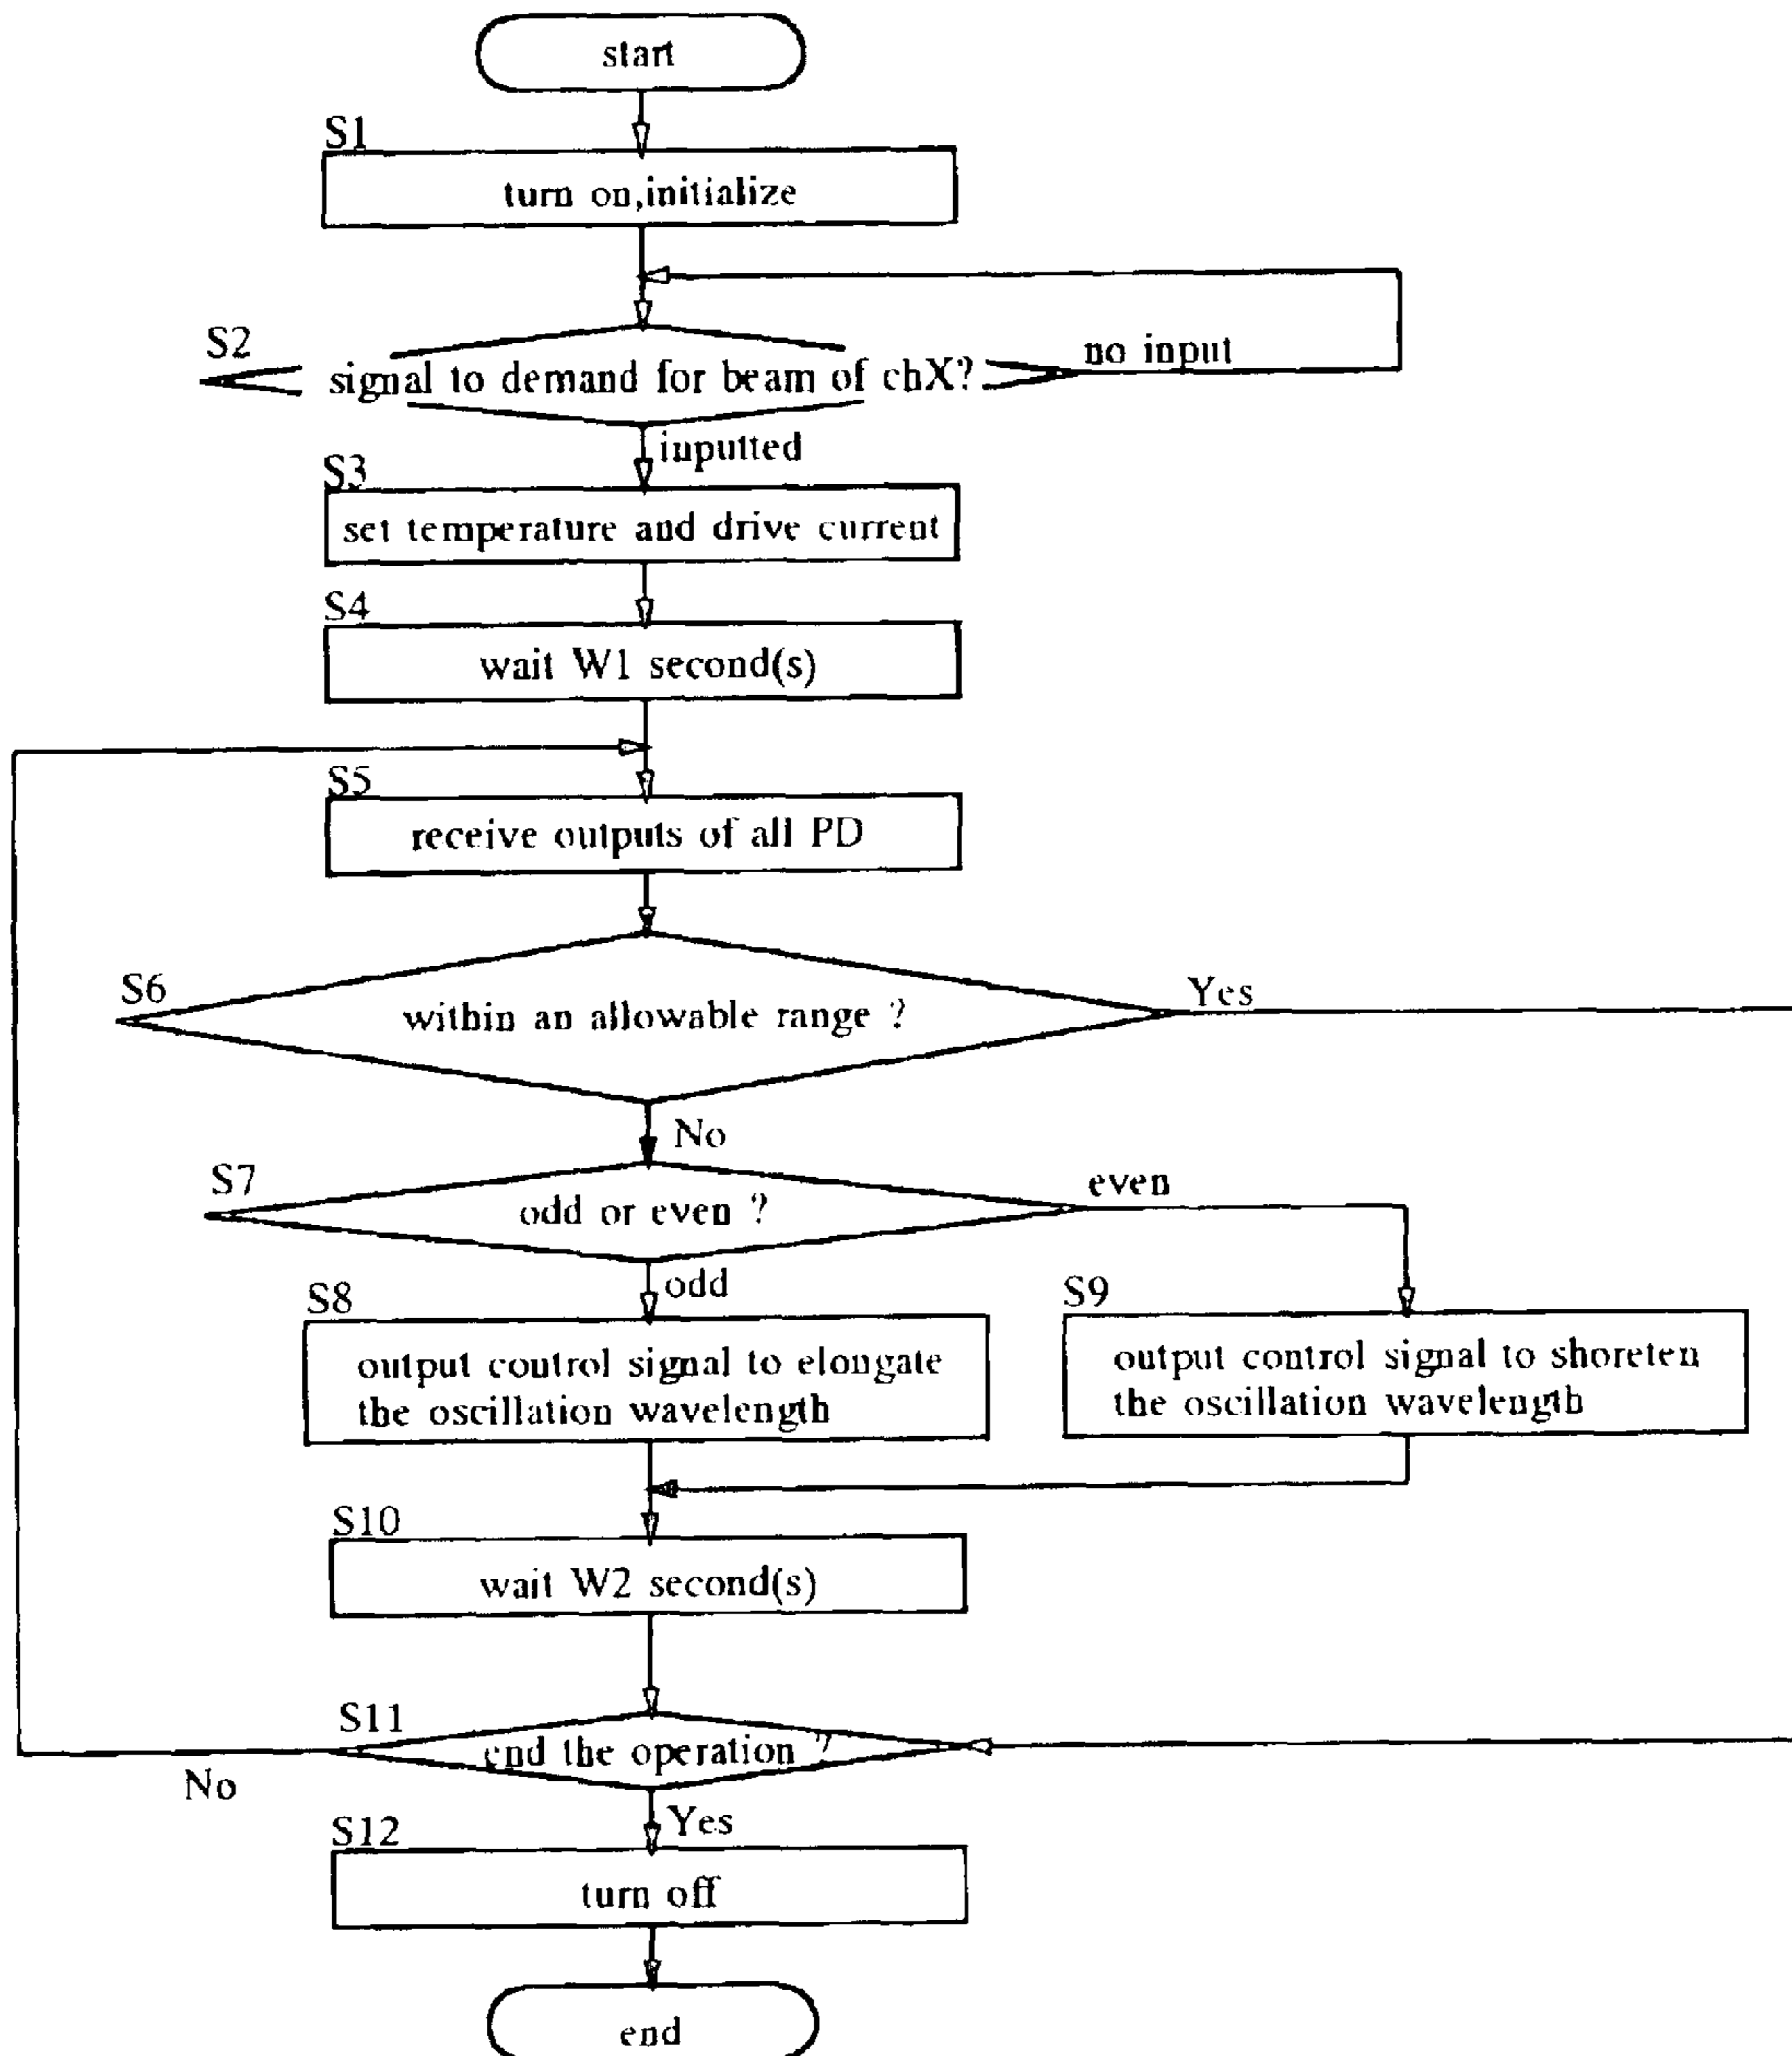 start
S1
turn on,initialize
S2
signal to demand for beam of chX?
no input
inputted
S3
set temperature and drive current
S4
wait W1 second(s)
S5
receive outputs of all PD
S6
within an allowable range ?
Yes
No
S7
odd or even ?
even
odd
S8
output control signal to elongate
the oscillation wavelength
S9
output control signal to shoreten
the oscillation wavelength
S10
wait W2 second(s)
S11
end the operation ?
No
Yes
S12
turn off
end